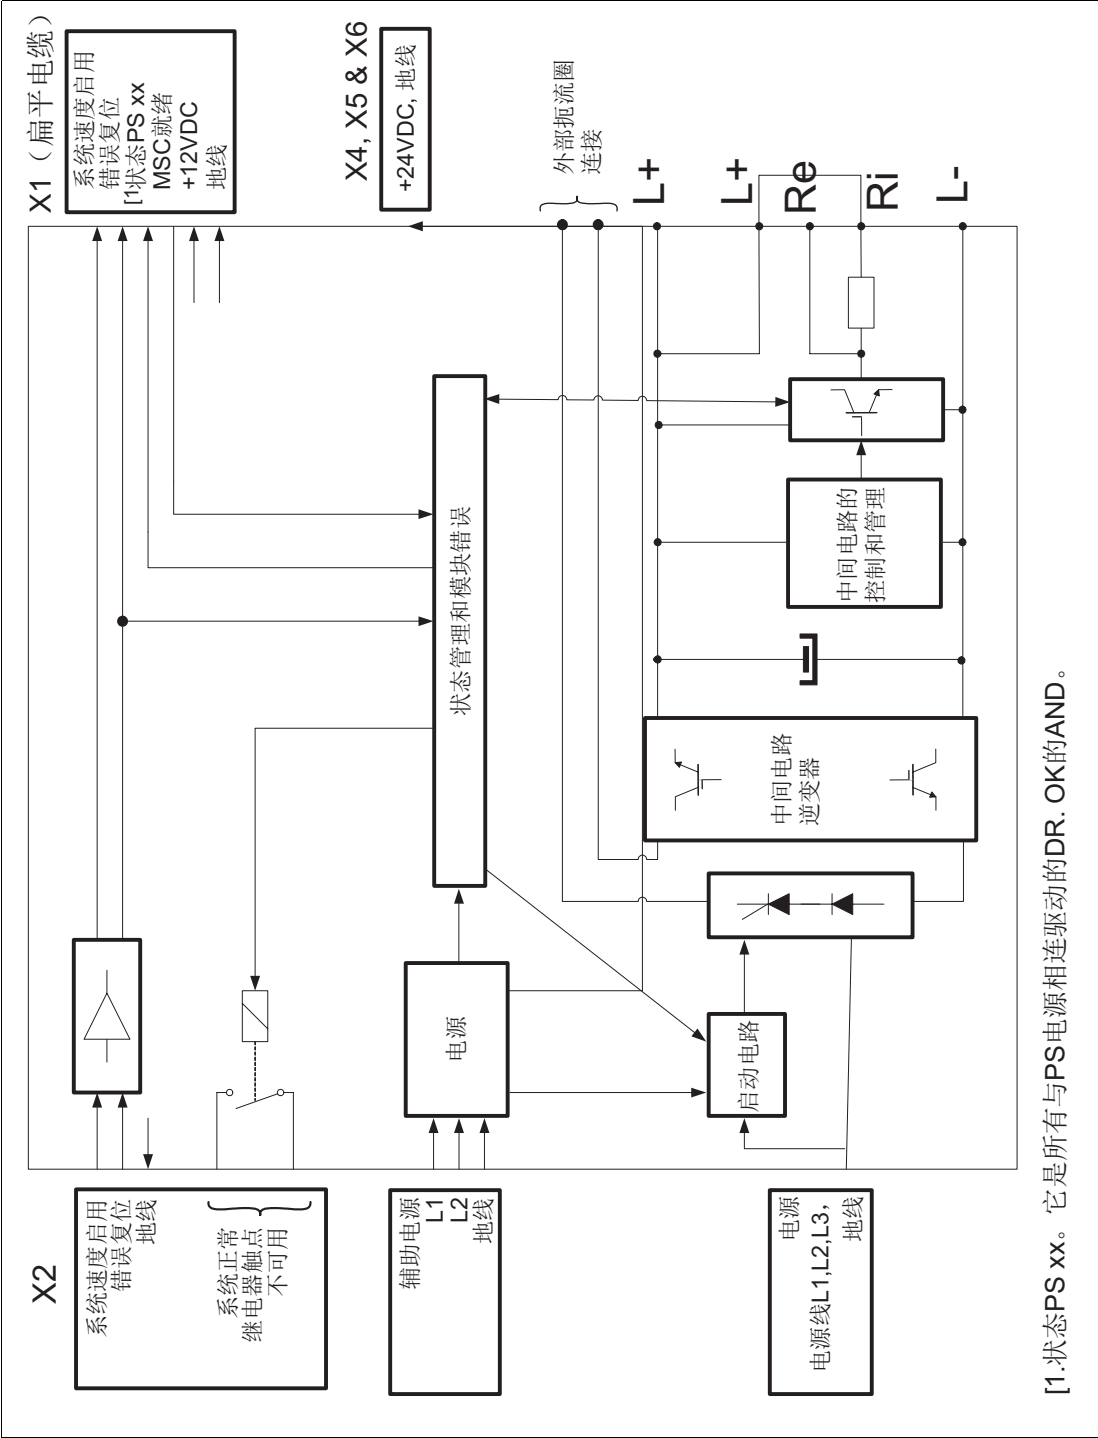 X1（扁平电缆）
系统速度启用
错误复位
[1状态PS xx
MSC就绪
+12VDC
地线
X4, X5 & X6
+24VDC, 地线
外部扼流圈
连接
L+
L+
Re
Ri
L-
状态管理和模块错误
中间电路的
控制和管理
中间电路
逆变器
电源
启动电路
X2
系统速度启用
错误复位
地线
系统正常
继电器触点
不可用
辅助电源
L1
L2
地线
电源
电源线L1,L2,L3,
地线
[1.状态PS xx。它是所有与PS电源相连驱动的DR. OK的AND。